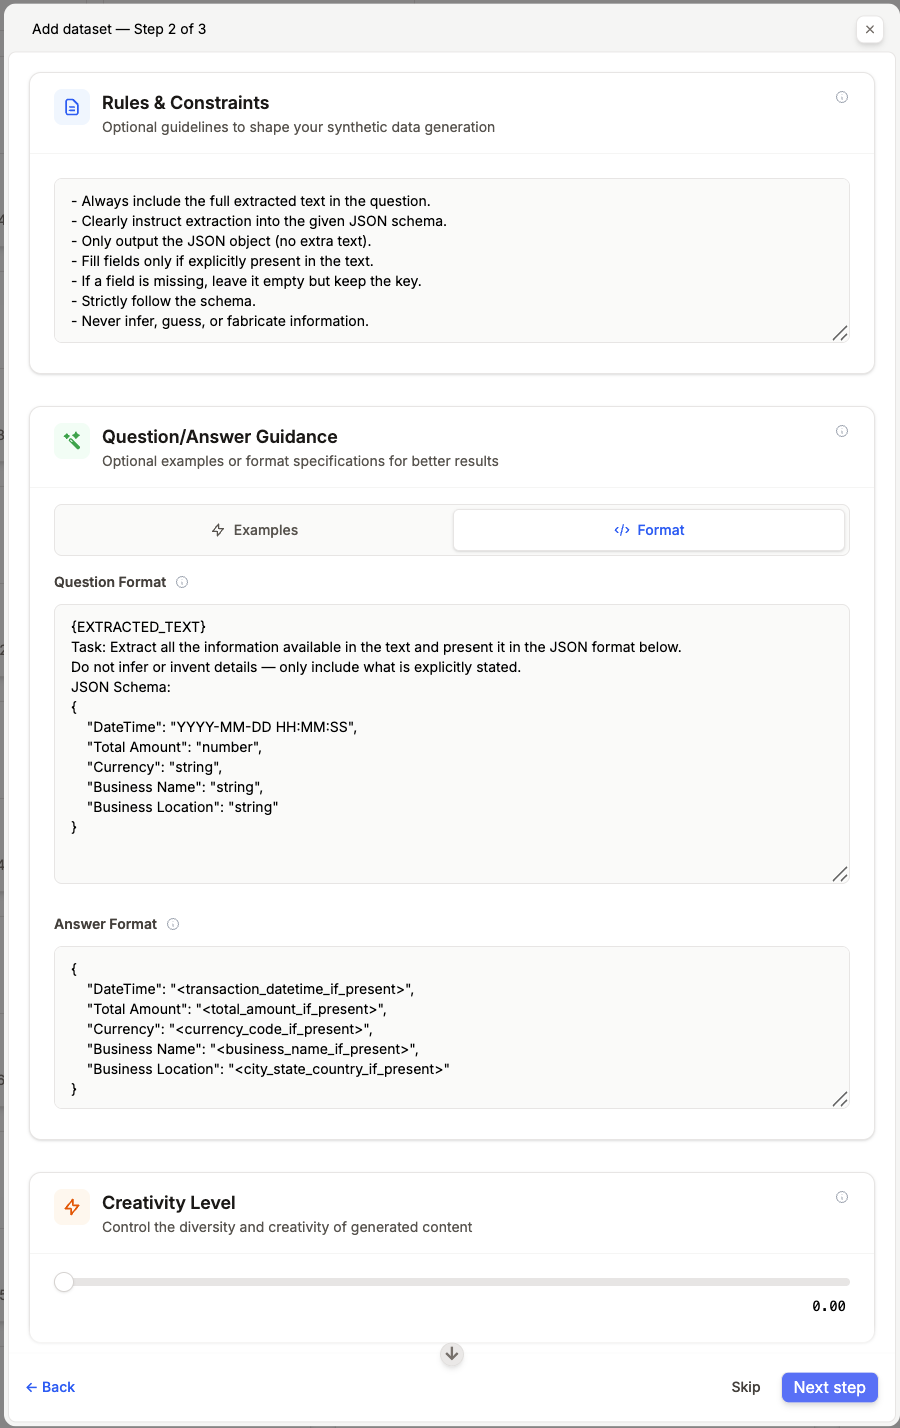 Add dataset — Step 2 of 3
Rules & Constraints
Optional guidelines to shape your synthetic data generation
- Always include the full extracted text in the question.
- Clearly instruct extraction into the given JSON schema.
- Only output the JSON object (no extra text).
- Fill fields only if explicitly present in the text.
- If a field is missing, leave it empty but keep the key.
- Strictly follow the schema.
- Never infer, guess, or fabricate information.
Question/Answer Guidance
Optional examples or format specifications for better results
Examples
</> Format
Question Format
{EXTRACTED_TEXT}
Task: Extract all the information available in the text and present it in the JSON format below.
Do not infer or invent details — only include what is explicitly stated.
JSON Schema:
{
    "DateTime": "YYYY-MM-DD HH:MM:SS",
    "Total Amount": "number",
    "Currency": "string",
    "Business Name": "string",
    "Business Location": "string"
}
Answer Format
{
    "DateTime": "<transaction_datetime_if_present>",
    "Total Amount": "<total_amount_if_present>",
    "Currency": "<currency_code_if_present>",
    "Business Name": "<business_name_if_present>",
    "Business Location": "<city_state_country_if_present>"
}
Creativity Level
Control the diversity and creativity of generated content
0.00
← Back
Skip
Next step